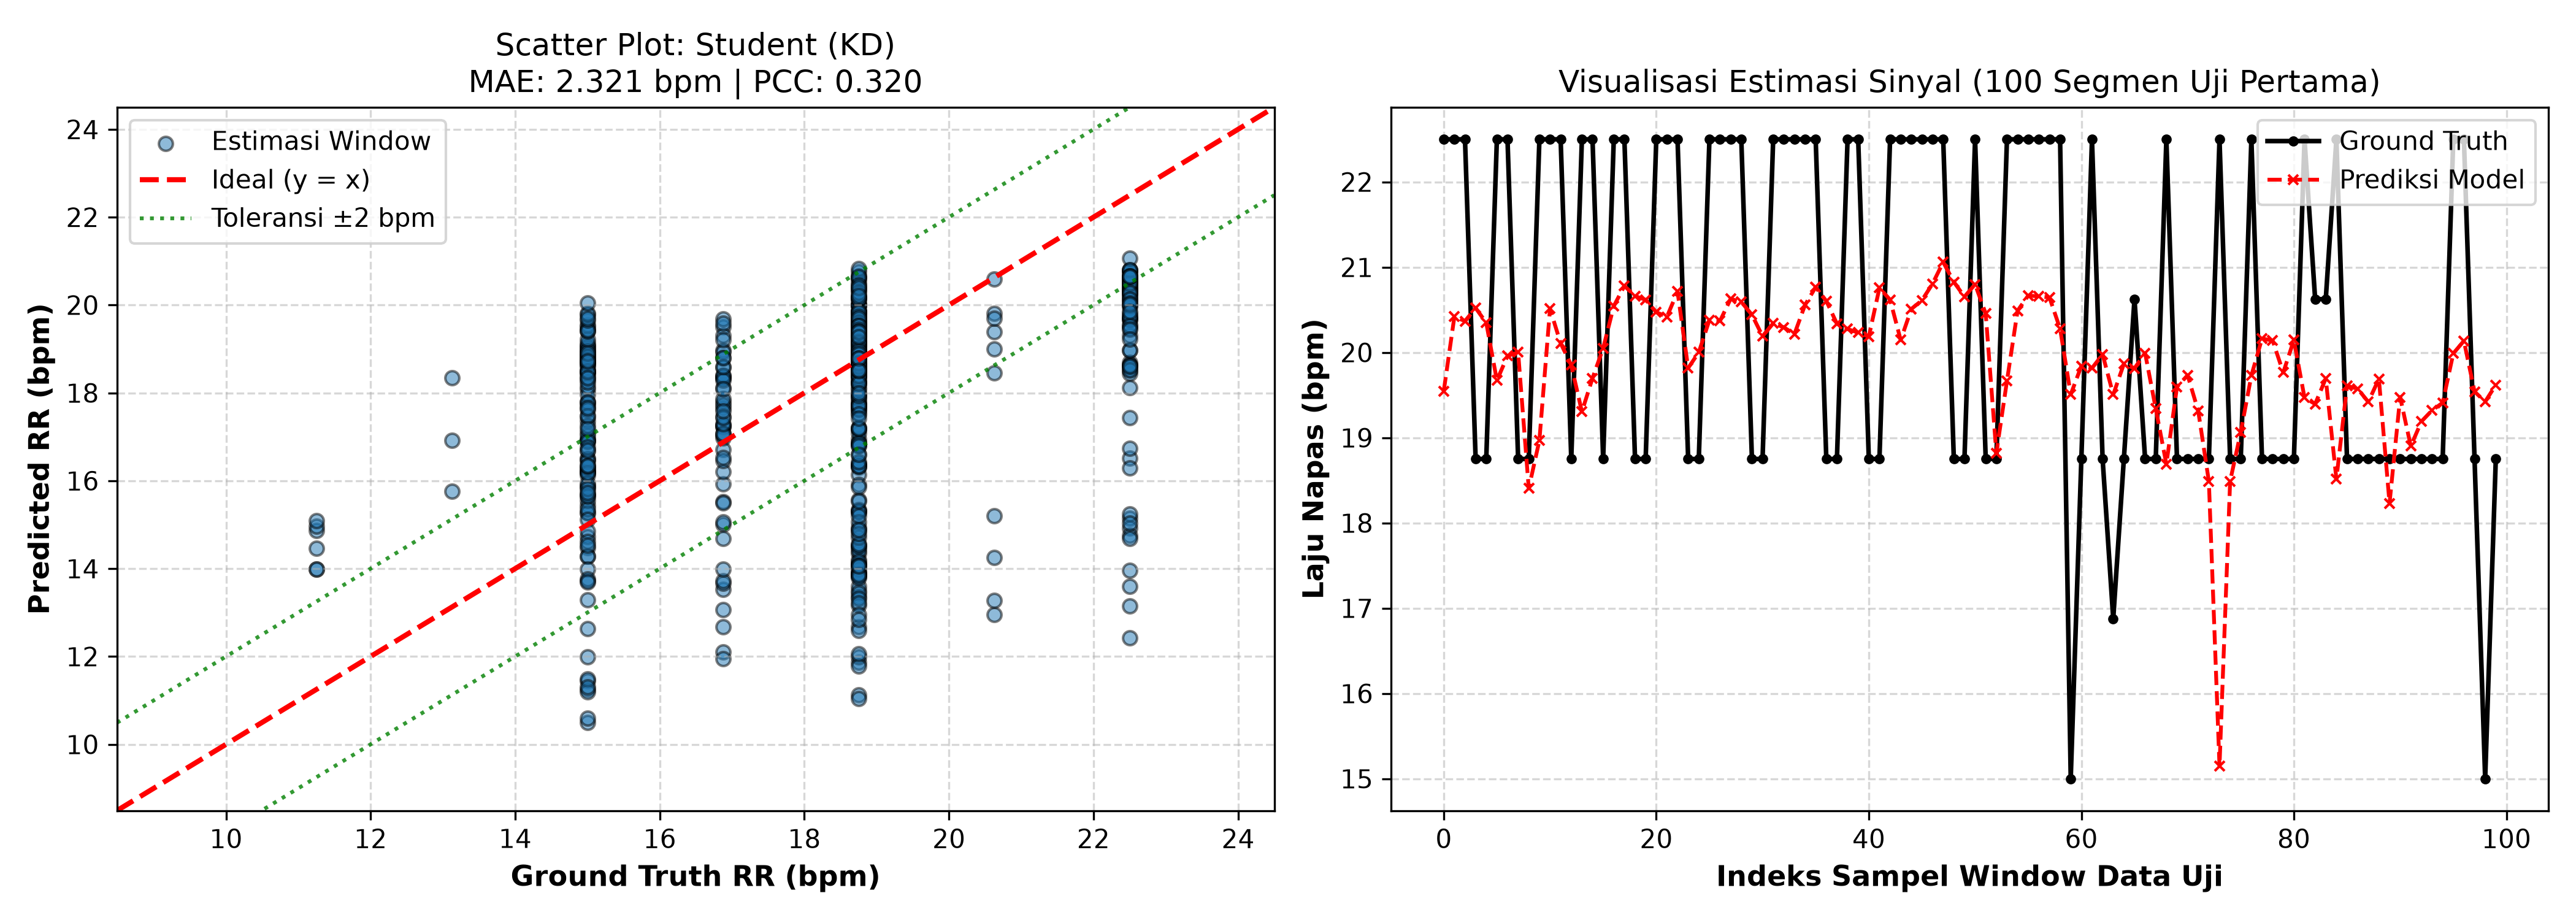 Scatter Plot: Student (KD)
MAE: 2.321 bpm | PCC: 0.320
Estimasi Window
Ideal (y = x)
Toleransi ±2 bpm
Predicted RR (bpm)
24
22
20
18
16
14
12
10
10 12 14 16 18 20 22 24
Ground Truth RR (bpm)
Visualisasi Estimasi Sinyal (100 Segmen Uji Pertama)
Ground Truth
Prediksi Model
Laju Napas (bpm)
22
21
20
19
18
17
16
15
0 20 40 60 80 100
Indeks Sampel Window Data Uji